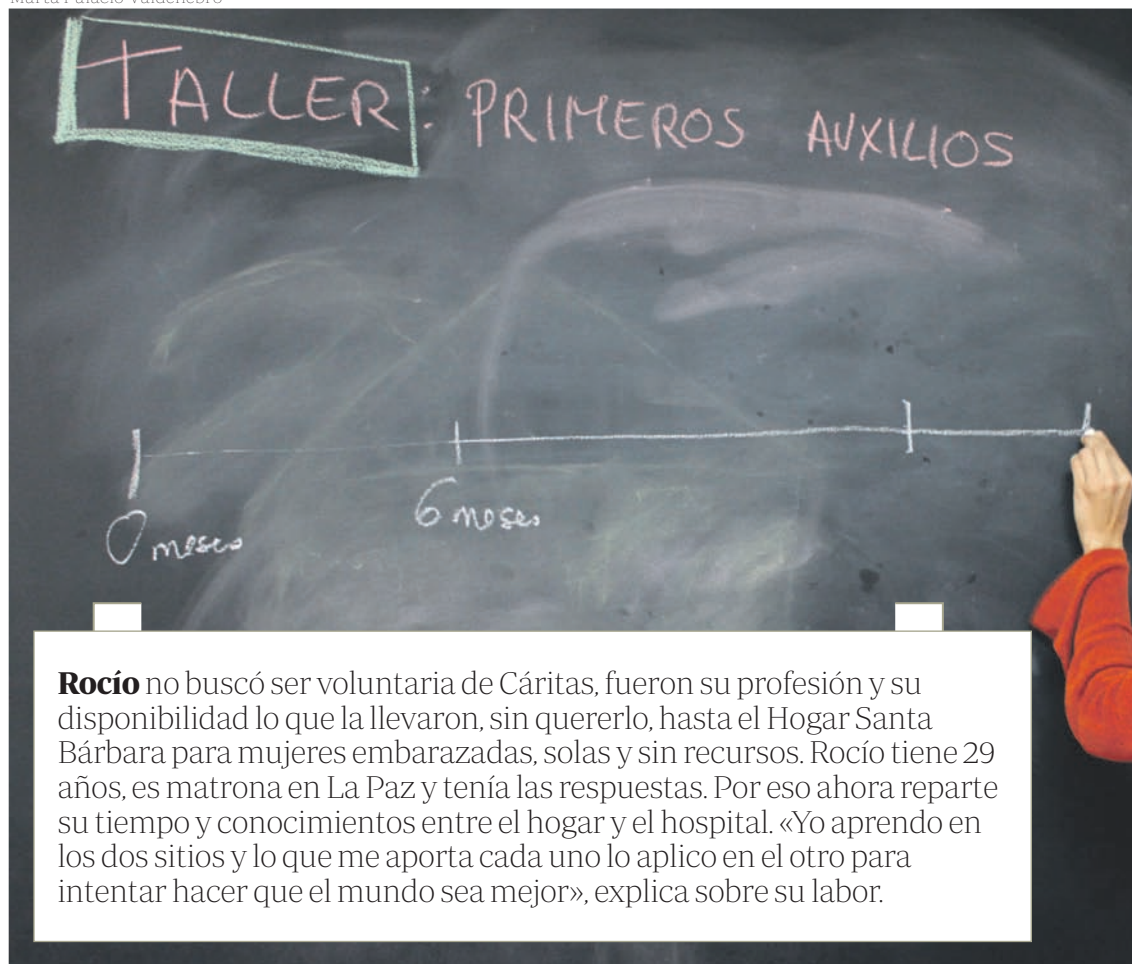 Marta Palacio Valdenebro
TALLER: PRIMEROS AUXILIOS
0 meses
6 meses
Rocío no buscó ser voluntaria de Cáritas, fueron su profesión y su
disponibilidad lo que la llevaron, sin quererlo, hasta el Hogar Santa
Bárbara para mujeres embarazadas, solas y sin recursos. Rocío tiene 29
años, es matrona en La Paz y tenía las respuestas. Por eso ahora reparte
su tiempo y conocimientos entre el hogar y el hospital. «Yo aprendo en
los dos sitios y lo que me aporta cada uno lo aplico en el otro para
intentar hacer que el mundo sea mejor», explica sobre su labor.